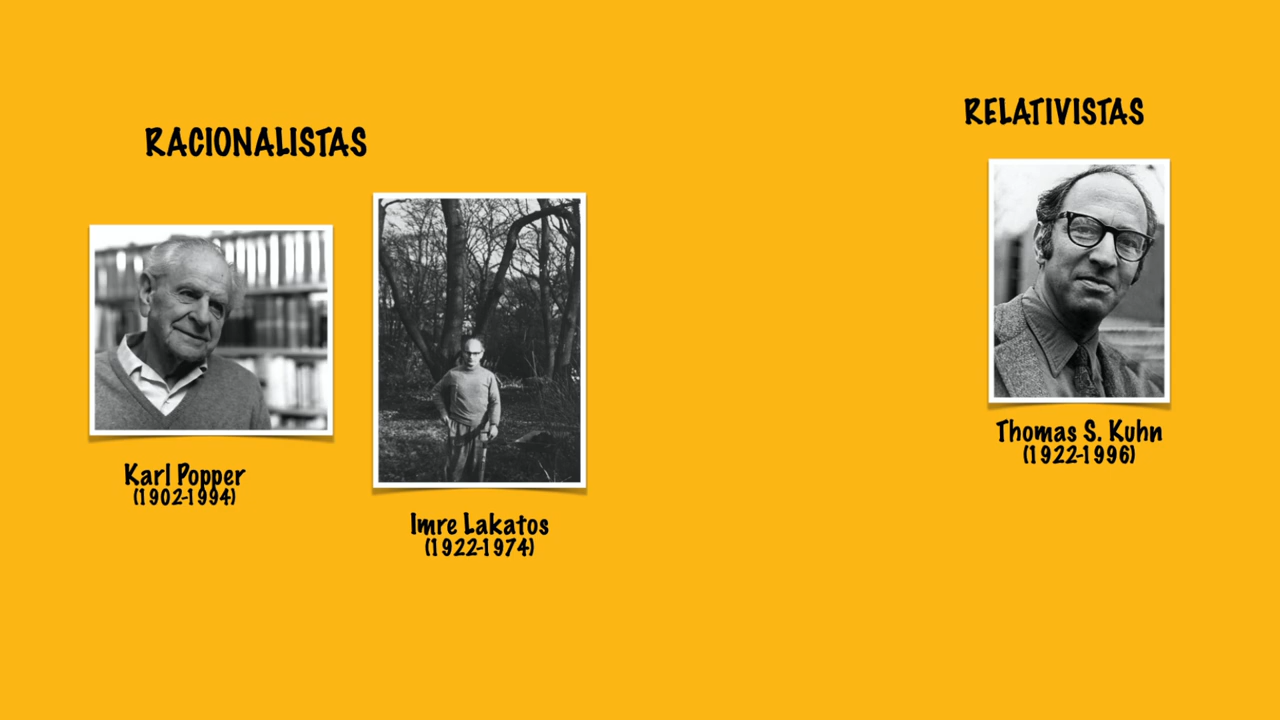 RACIONALISTAS
Karl Popper
(1902-1994)
Imre Lakatos
(1922-1974)
RELATIVISTAS
Thomas S. Kuhn
(1922-1996)